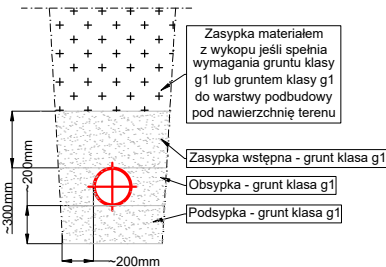 Zasypka materiałem
z wykopu jeśli spełnia
wymagania gruntu klasy
g1 lub gruntem klasy g1
do warstwy podbudowy
pod nawierzchnię terenu
Zasypka wstępna - grunt klasa g1
Obsypka - grunt klasa g1
Podsypka - grunt klasa g1
~300mm
~200mm
~200mm